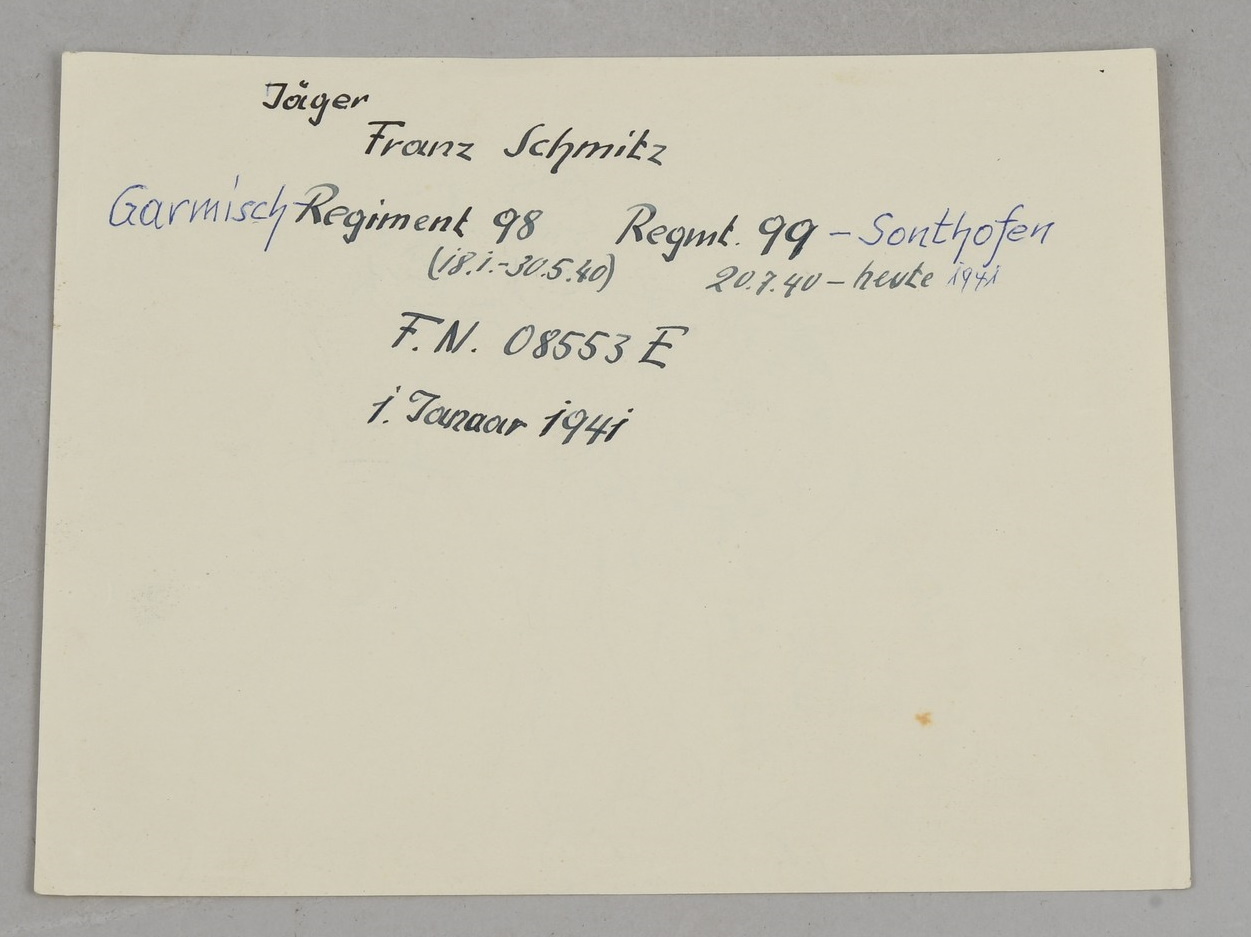 Jäger
Franz Schmitz
Garmisch-Regiment 98 Regmt. 99 - Sonthofen
(18.1.-30.5.40) 20.7.40 - heute 1941
F.N. 08553 E
1. Januar 1941